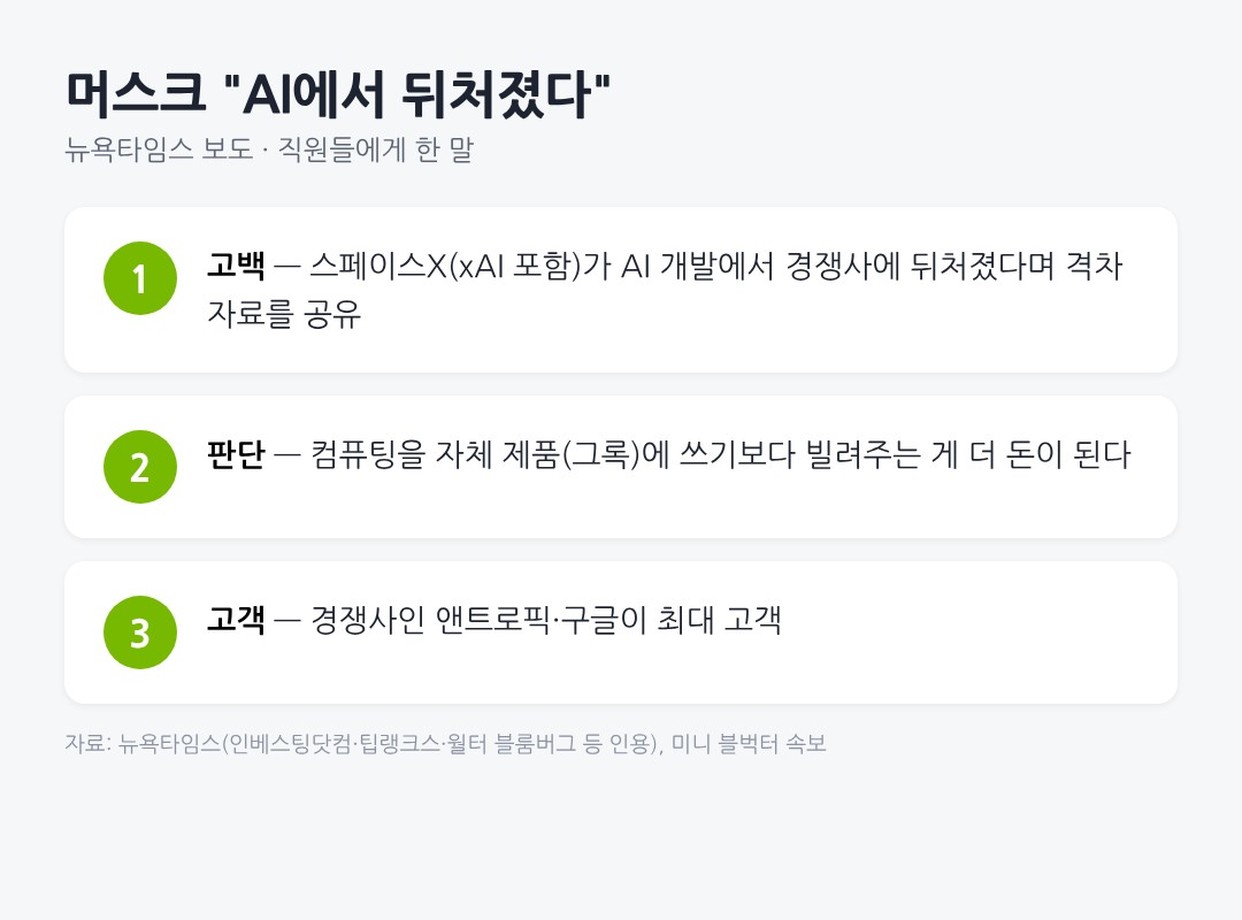 머스크 "AI에서 뒤처졌다"
뉴욕타임스 보도 · 직원들에게 한 말
1
고백 — 스페이스X(xAI 포함)가 AI 개발에서 경쟁사에 뒤처졌다며 격차
자료를 공유
2
판단 — 컴퓨팅을 자체 제품(그록)에 쓰기보다 빌려주는 게 더 돈이 된다
3
고객 — 경쟁사인 앤트로픽·구글이 최대 고객
자료: 뉴욕타임스(인베스팅닷컴·팁랭크스·월터 블룸버그 등 인용), 미니 블벅터 속보